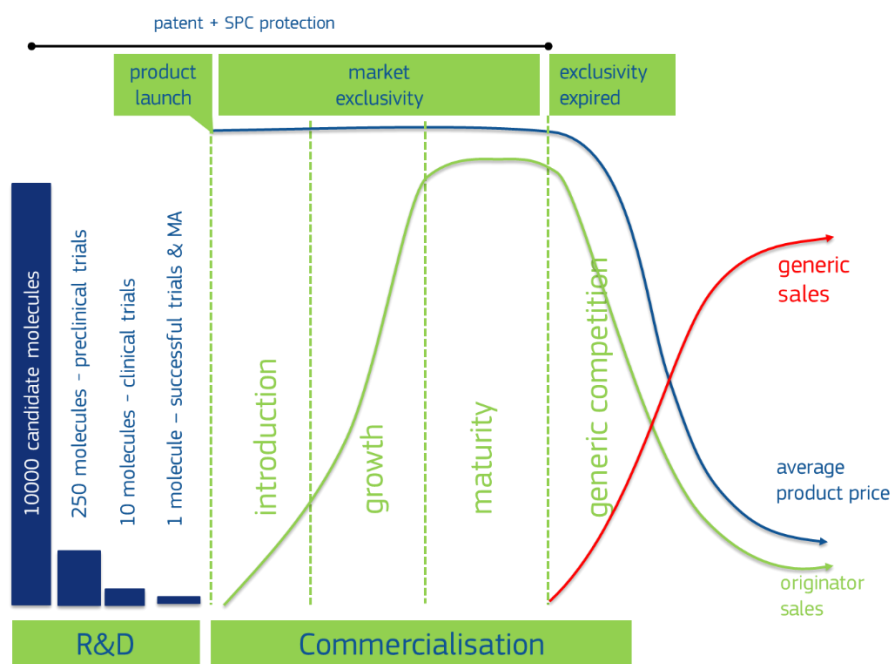 patent + SPC protection
product
launch
market
exclusivity
exclusivity
expired
10000 candidate molecules
250 molecules - preclinical trials
10 molecules - clinical trials
1 molecule – successful trials & MA
introduction
growth
maturity
generic competition
generic
sales
average
product price
originator
sales
R&D
Commercialisation